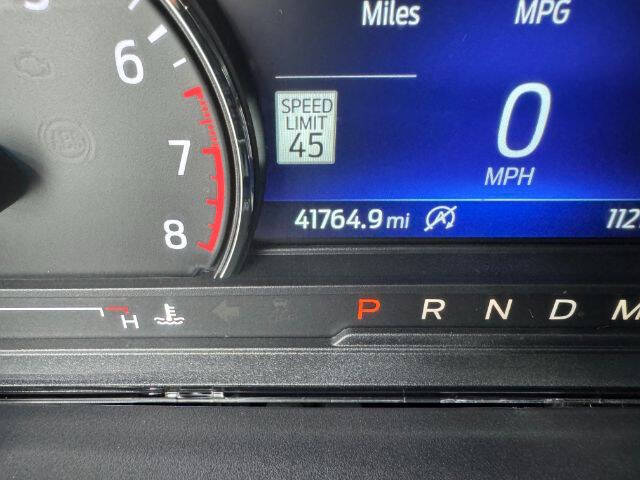 Miles MPG
6
SPEED
LIMIT
45
0
MPH
7
8
41764.9 mi
H
P R N D M